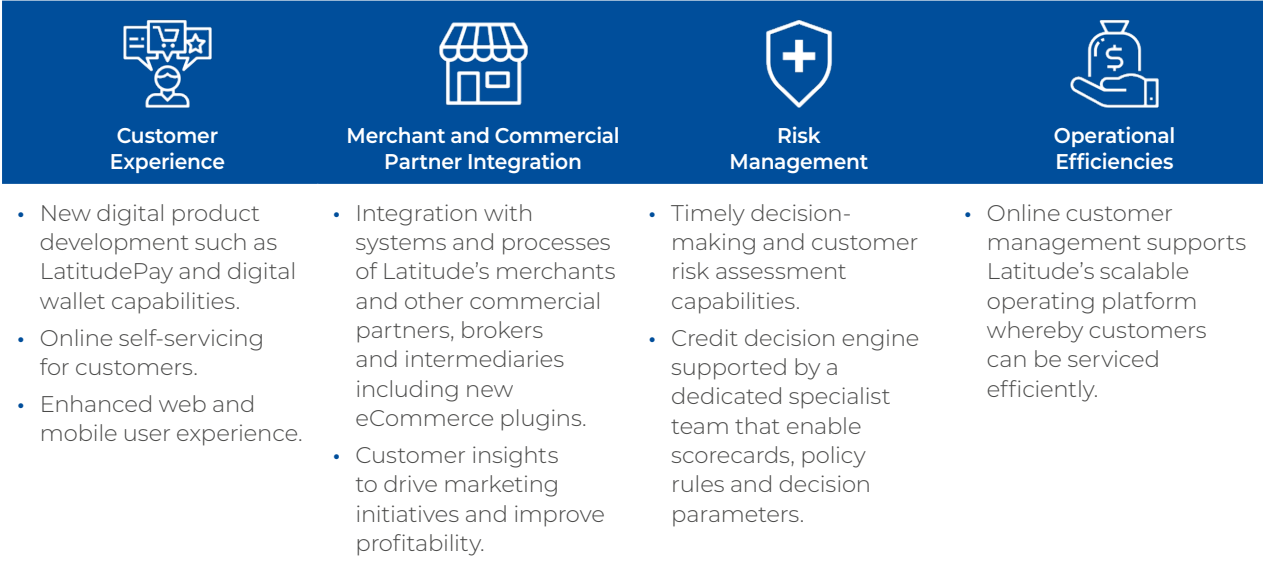 Customer
Experience
Merchant and Commercial
Partner Integration
Risk
Management
Operational
Efficiencies
• New digital product
development such as
LatitudePay and digital
wallet capabilities.
• Online self-servicing
for customers.
• Enhanced web and
mobile user experience.
• Integration with
systems and processes
of Latitude’s merchants
and other commercial
partners, brokers
and intermediaries
including new
eCommerce plugins.
• Customer insights
to drive marketing
initiatives and improve
profitability.
• Timely decision-
making and customer
risk assessment
capabilities.
• Credit decision engine
supported by a
dedicated specialist
team that enable
scorecards, policy
rules and decision
parameters.
• Online customer
management supports
Latitude’s scalable
operating platform
whereby customers
can be serviced
efficiently.